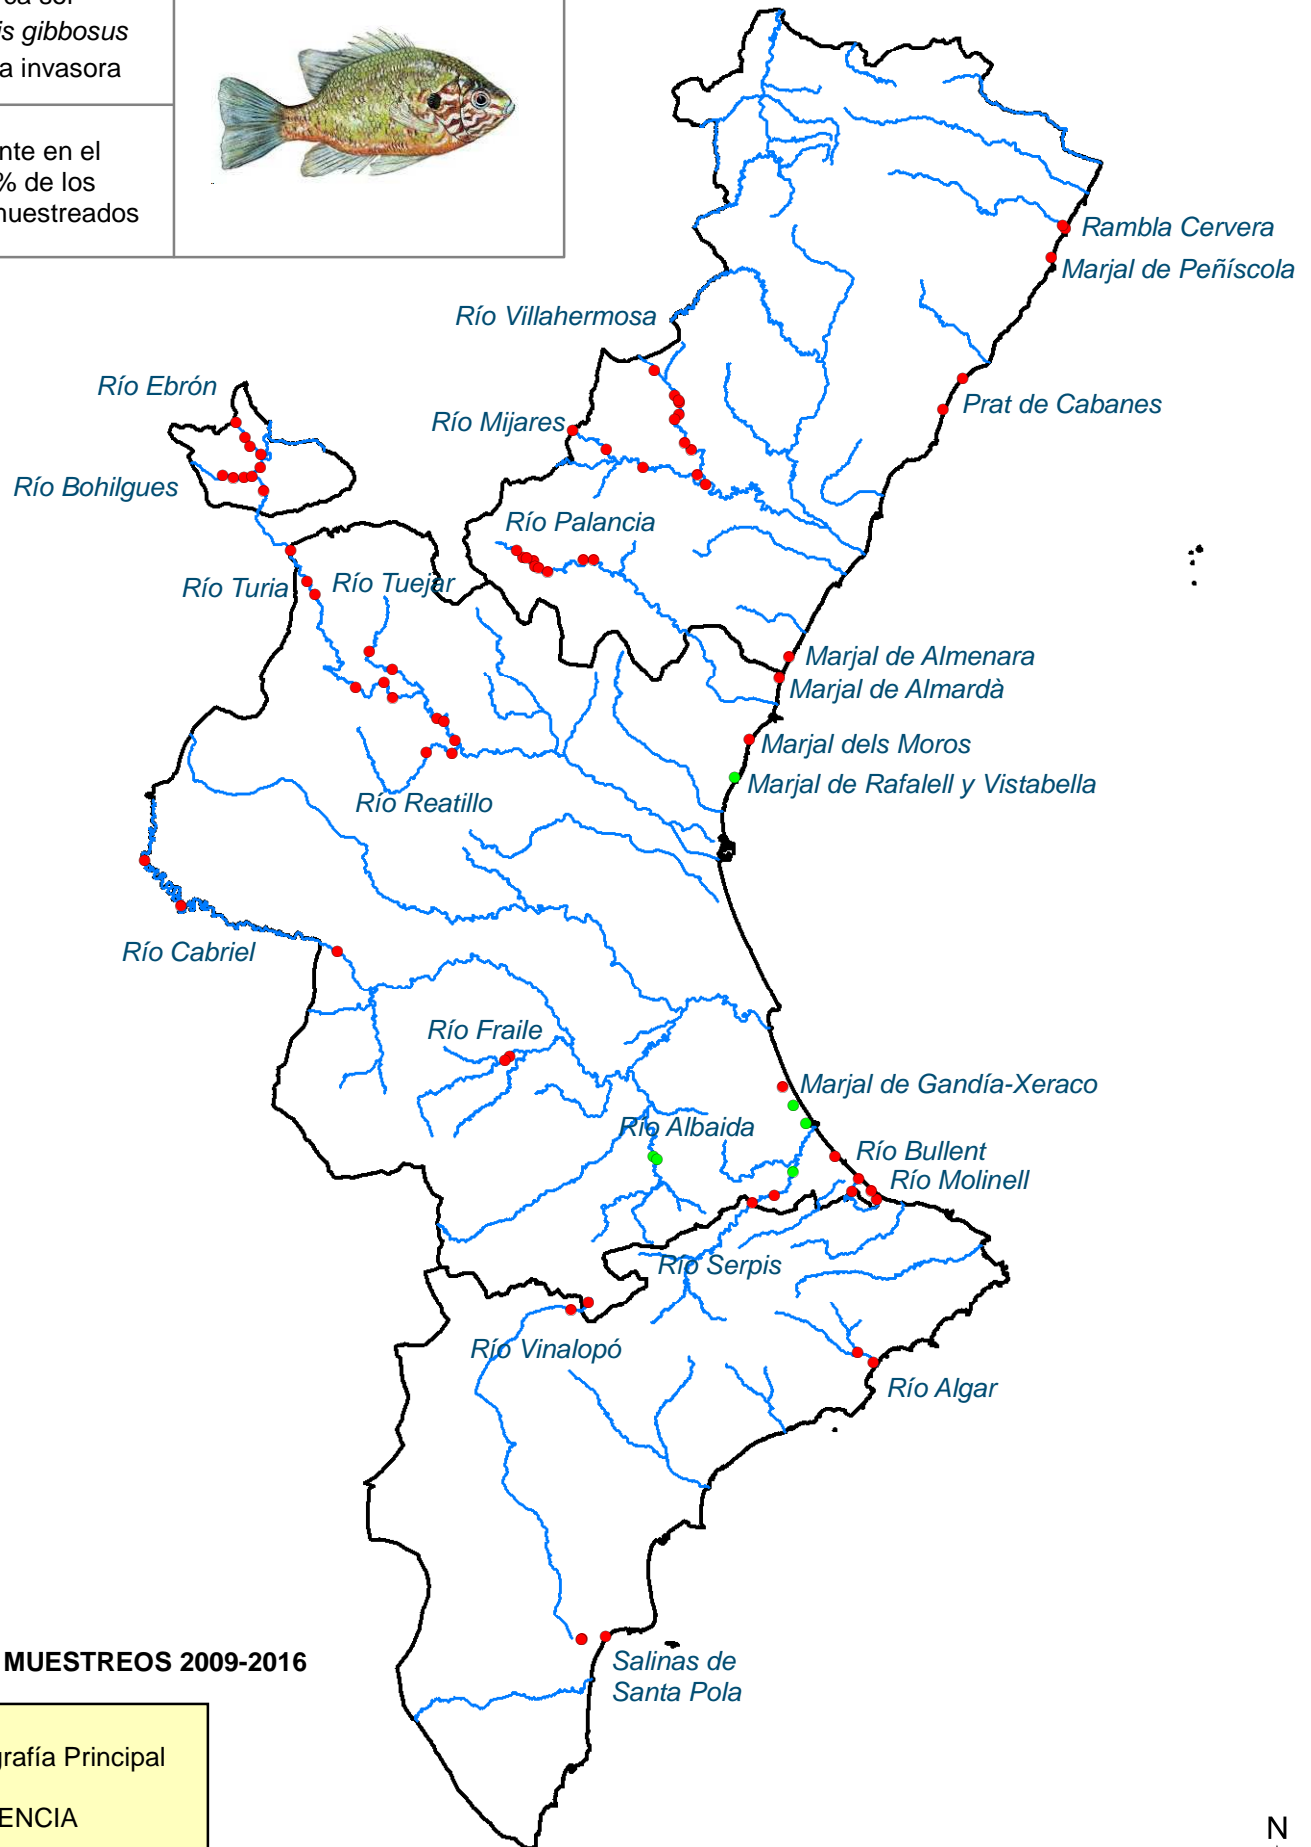 is gibbosus
a invasora
nte en el
% de los
nuestreados
Rambla Cervera
Marjal de Peñíscola
Río Villahermosa
Río Ebrón
Prat de Cabanes
Río Mijares
Río Bohilgues
Río Palancia
Río Turia
Río Tuejar
Marjal de Almenara
Marjal de Almardà
Marjal dels Moros
Marjal de Rafalell y Vistabella
Río Reatillo
Río Cabriel
Río Fraile
Marjal de Gandía-Xeraco
Río Albaida
Río Bullent
Río Molinell
Río Serpis
Río Vinalopó
Río Algar
Salinas de
Santa Pola
MUESTREOS 2009-2016
grafía Principal
ENCIA
N